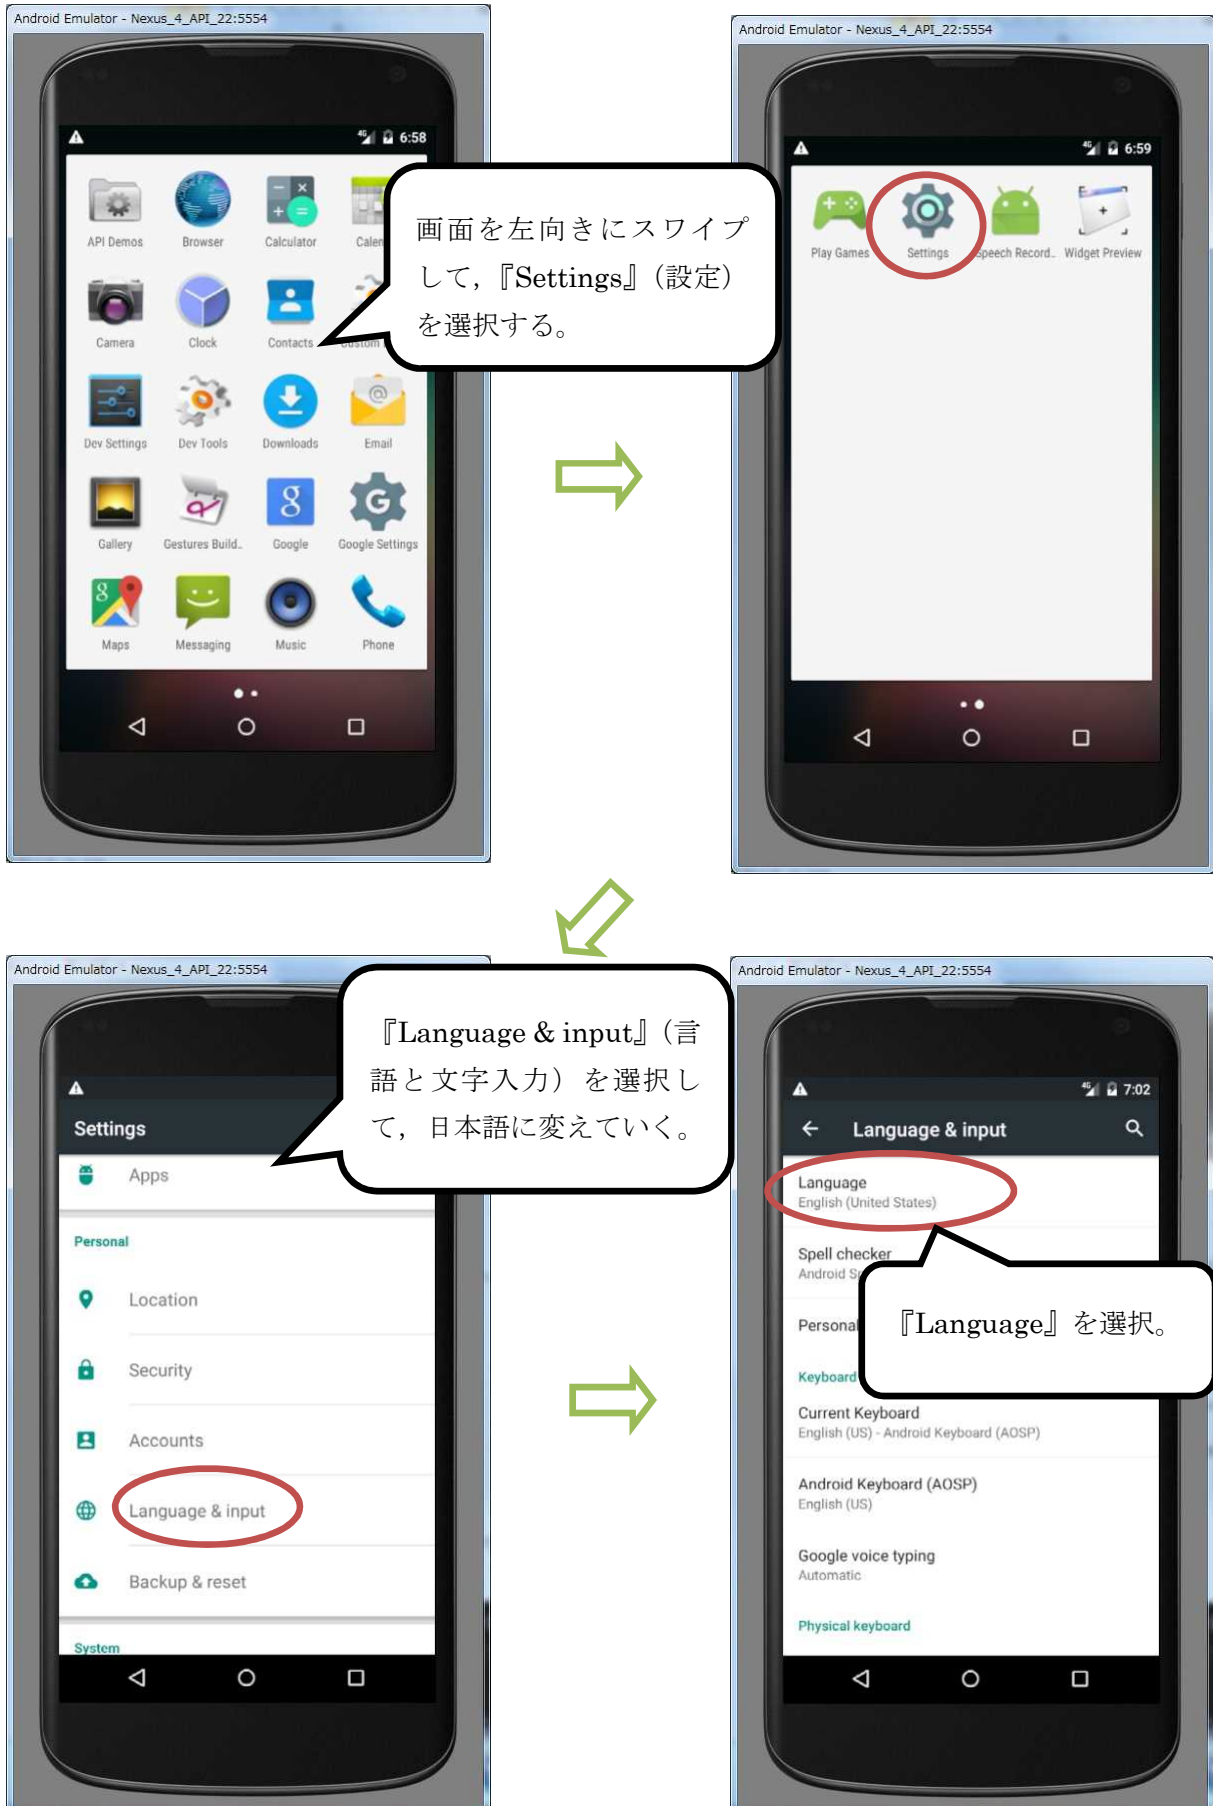 Android Emulator - Nexus_4_API_22:5554
4G 6:58
API Demos Browser Calculator
Camera Clock Contacts
Dev Settings Dev Tools Downloads Email
Gallery Gestures Build.. Google Google Settings
Maps Messaging Music Phone
画面を左向きにスワイプ
して，『Settings』（設定）
を選択する。
Android Emulator - Nexus_4_API_22:5554
4G 6:59
Play Games Settings Speech Record.. Widget Preview
Android Emulator - Nexus_4_API_22:5554
Settings
Apps
Personal
Location
Security
Accounts
Language & input
Backup & reset
System
『Language & input』（言
語と文字入力）を選択し
て，日本語に変えていく。
Android Emulator - Nexus_4_API_22:5554
4G 7:02
Language & input
Language
English (United States)
Spell checker
Android
Personal
Keyboard
Current Keyboard
English (US) - Android Keyboard (AOSP)
Android Keyboard (AOSP)
English (US)
Google voice typing
Automatic
Physical keyboard
『Language』を選択。